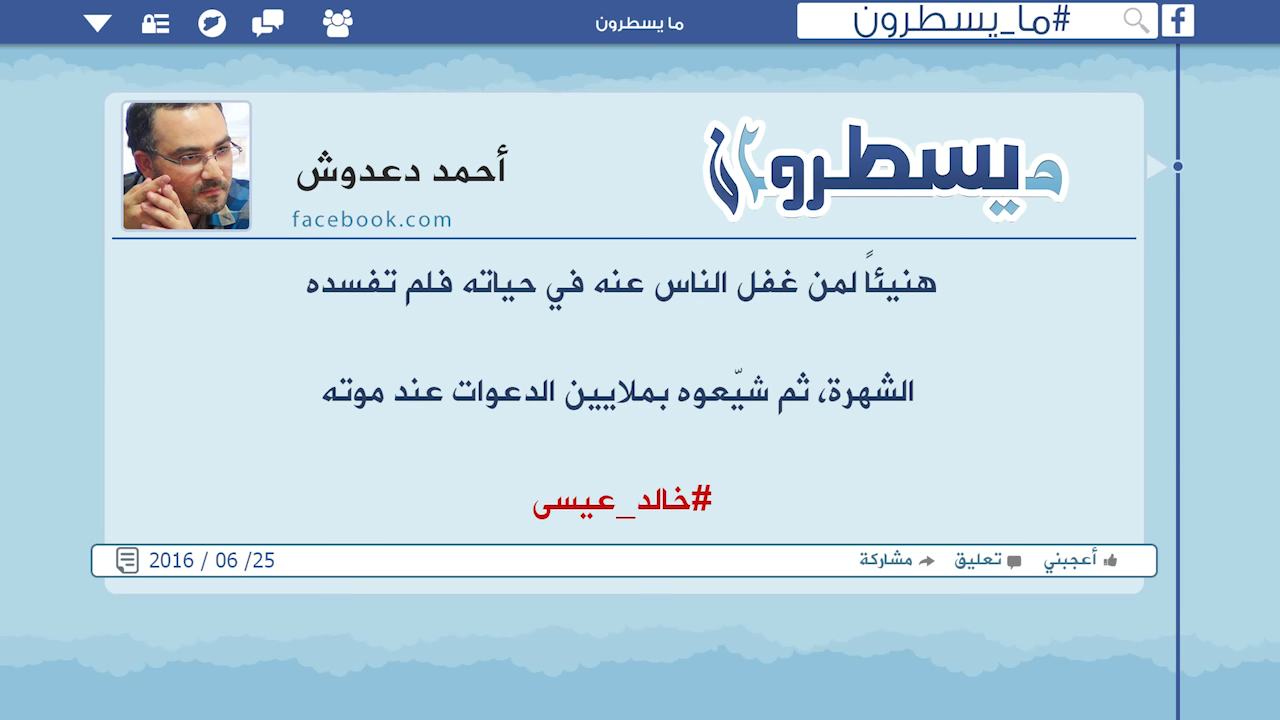 #ما_يسطرون
ما يسطرون
ما يسطرون
أحمد دعدوش
facebook.com
هنيئاً لمن غفل الناس عنه في حياته فلم تفسده
الشهرة، ثم شيّعوه بملايين الدعوات عند موته
#خالد_عيسى
أعجبني تعليق مشاركة
2016 / 06 /25